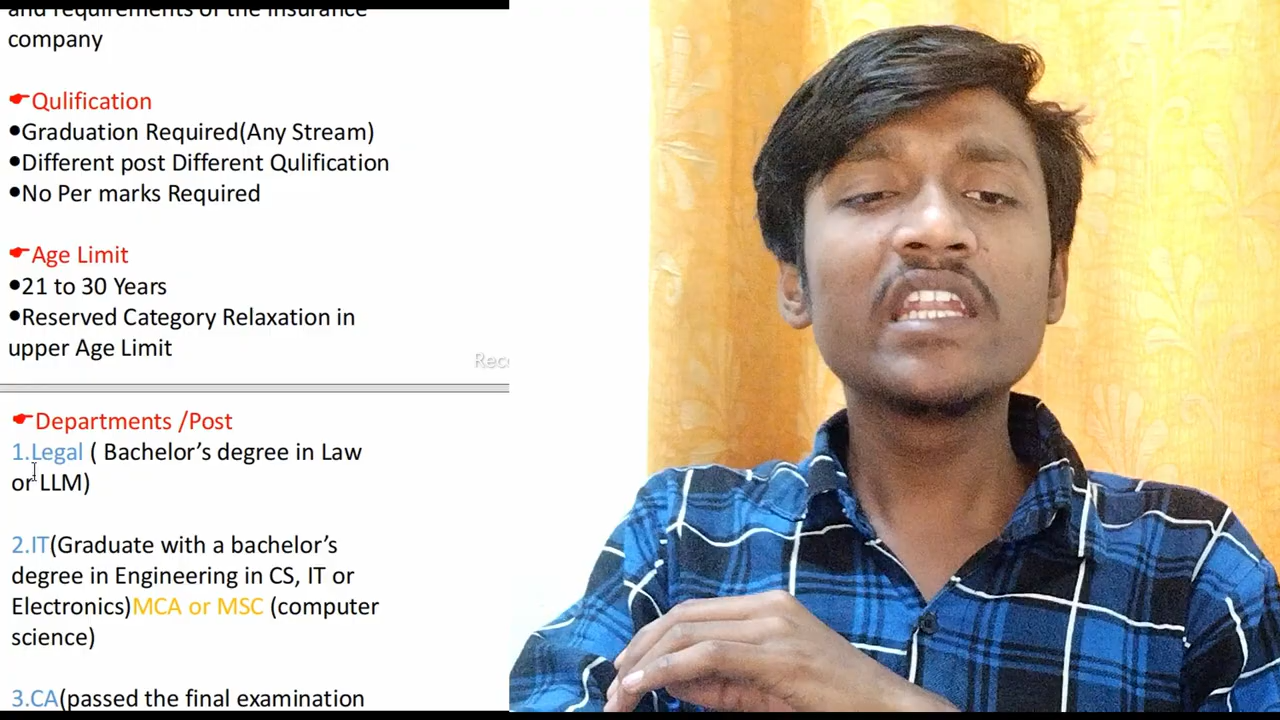 and requirements of the insurance
company
Qulification
●Graduation Required(Any Stream)
●Different post Different Qulification
●No Per marks Required
Age Limit
●21 to 30 Years
●Reserved Category Relaxation in
upper Age Limit
Departments /Post
1.Legal ( Bachelor’s degree in Law
or LLM)
2.IT(Graduate with a bachelor’s
degree in Engineering in CS, IT or
Electronics)MCA or MSC (computer
science)
3.CA(passed the final examination